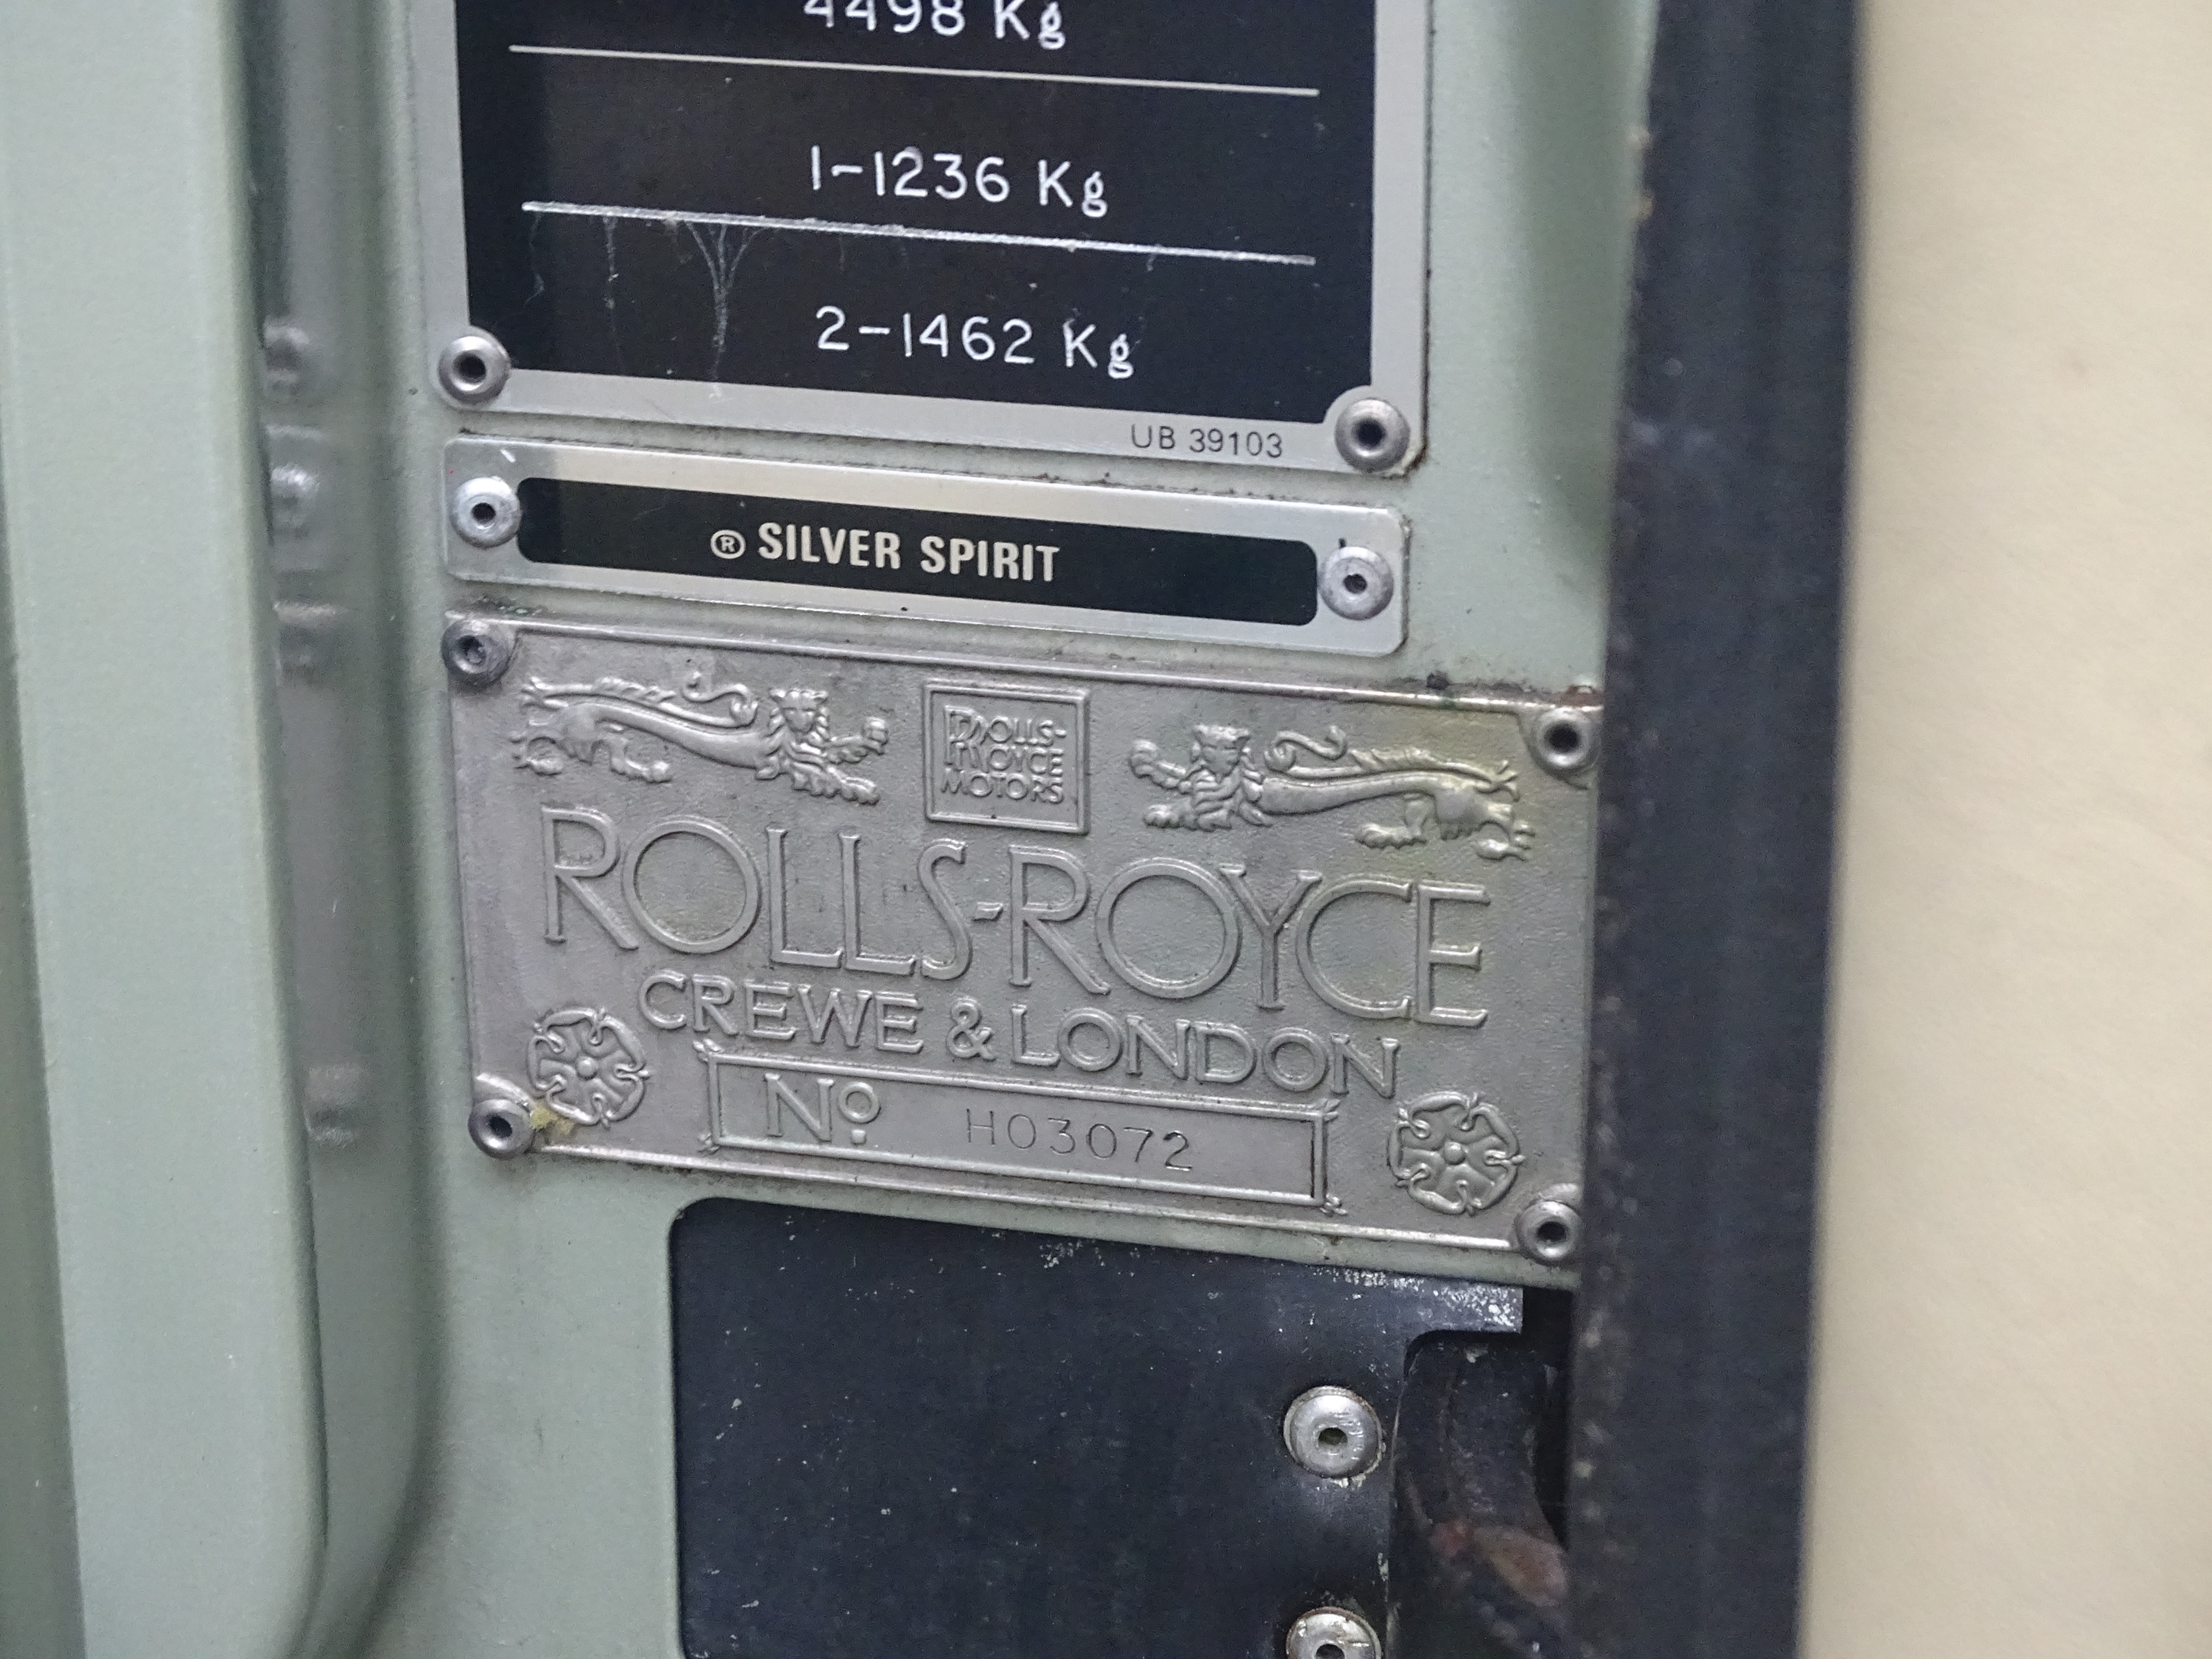 4498 Kg
1-1236 Kg
2-1462 Kg
UB 39103
® SILVER SPIRIT
ROLLS-
ROYCE
MOTORS
ROLLS-ROYCE
CREWE & LONDON
Nº H03072